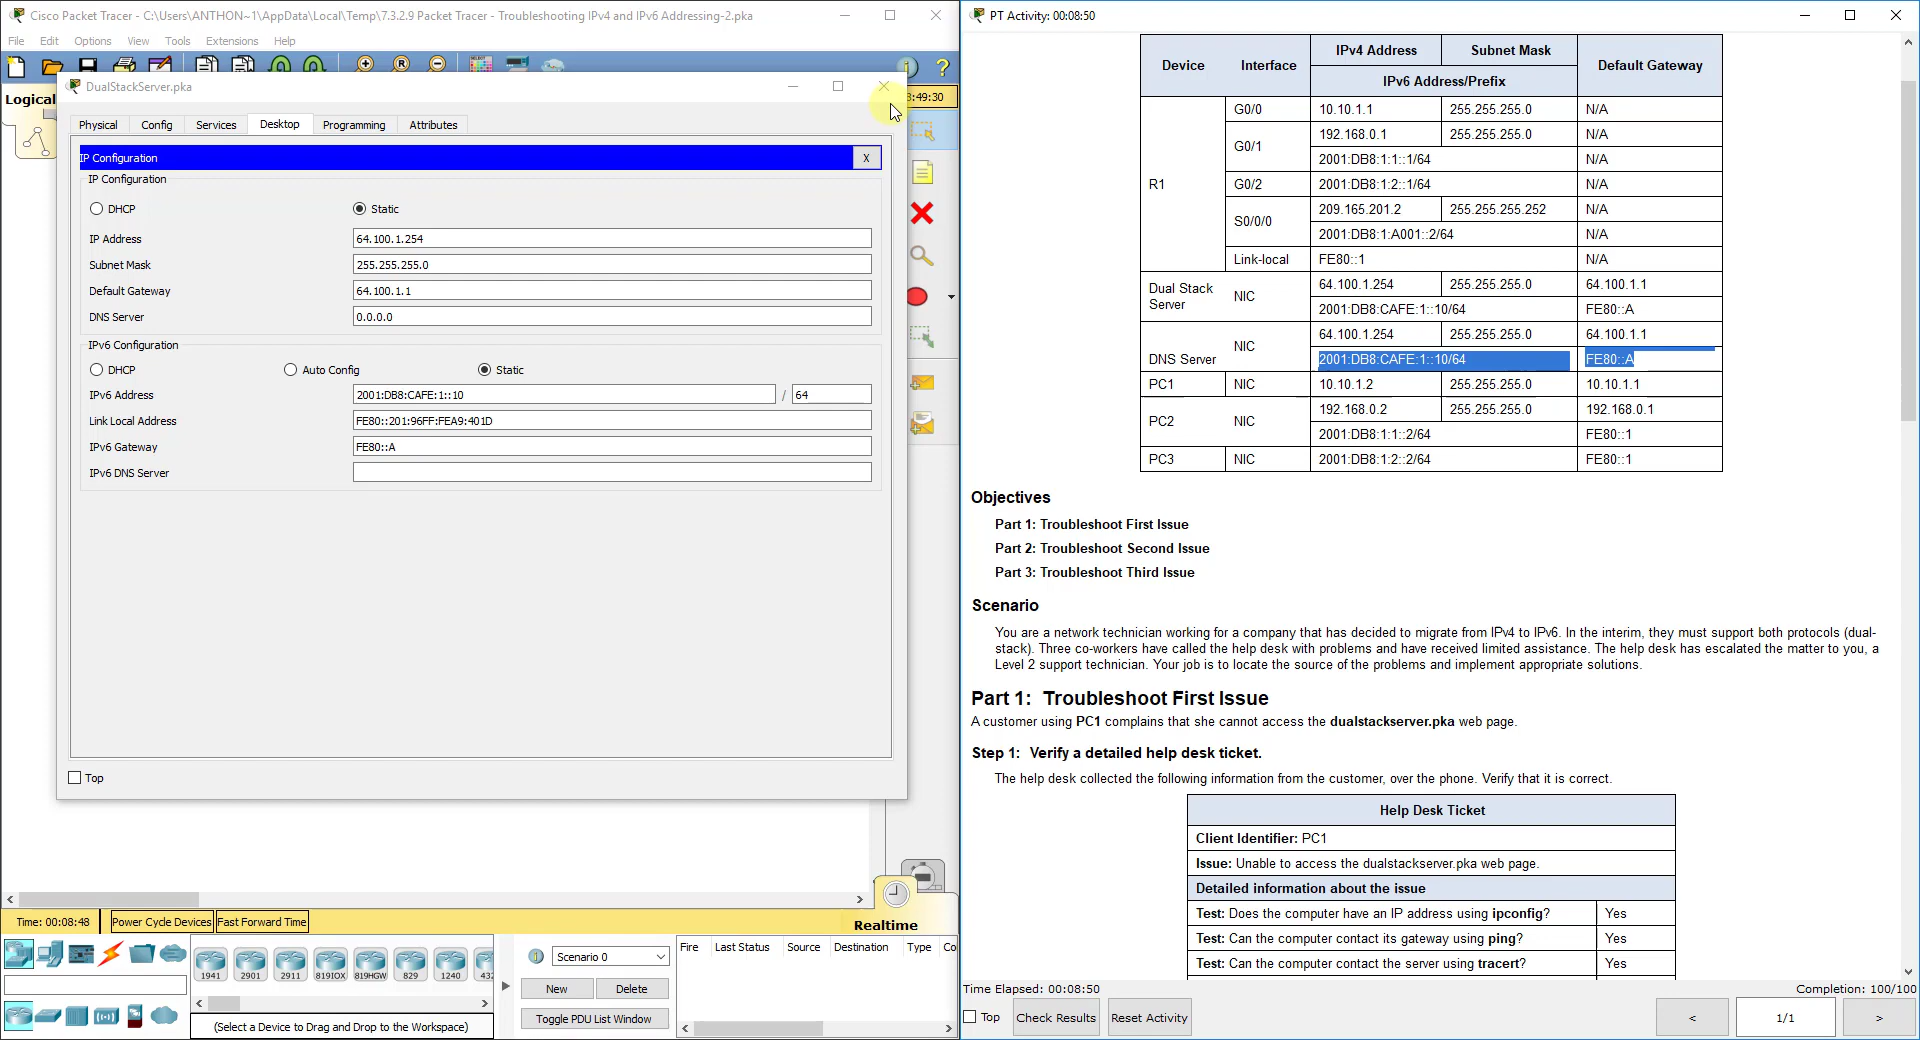 Cisco Packet Tracer - C:\Users\ANTHON~1\AppData\Local\Temp\7.3.2.9 Packet Tracer - Troubleshooting IPv4 and IPv6 Addressing-2.pka
File Edit Options View Tools Extensions Help
Logical
:49:30
DualStackServer.pka
Physical Config Services Desktop Programming Attributes
IP Configuration X
IP Configuration
DHCP Static
IP Address 64.100.1.254
Subnet Mask 255.255.255.0
Default Gateway 64.100.1.1
DNS Server 0.0.0.0
IPv6 Configuration
DHCP Auto Config Static
IPv6 Address 2001:DB8:CAFE:1::10 / 64
Link Local Address FE80::201:96FF:FEA9:401D
IPv6 Gateway FE80::A
IPv6 DNS Server
Top
Realtime
Time: 00:08:48 Power Cycle Devices Fast Forward Time
1941 2901 2911 819IOX 819HGW 829 1240
(Select a Device to Drag and Drop to the Workspace)
Scenario 0
New Delete
Toggle PDU List Window
Fire Last Status Source Destination Type Co
PT Activity: 00:08:50
Device Interface IPv4 Address Subnet Mask Default Gateway
IPv6 Address/Prefix
R1
G0/0 10.10.1.1 255.255.255.0 N/A
G0/1 192.168.0.1 255.255.255.0 N/A
2001:DB8:1:1::1/64 N/A
G0/2 2001:DB8:1:2::1/64 N/A
S0/0/0 209.165.201.2 255.255.255.252 N/A
2001:DB8:1:A001::2/64 N/A
Link-local FE80::1 N/A
Dual Stack Server NIC 64.100.1.254 255.255.255.0 64.100.1.1
2001:DB8:CAFE:1::10/64 FE80::A
DNS Server NIC 64.100.1.254 255.255.255.0 64.100.1.1
2001:DB8:CAFE:1::10/64 FE80::A
PC1 NIC 10.10.1.2 255.255.255.0 10.10.1.1
PC2 NIC 192.168.0.2 255.255.255.0 192.168.0.1
2001:DB8:1:1::2/64 FE80::1
PC3 NIC 2001:DB8:1:2::2/64 FE80::1
Objectives
Part 1: Troubleshoot First Issue
Part 2: Troubleshoot Second Issue
Part 3: Troubleshoot Third Issue
Scenario
You are a network technician working for a company that has decided to migrate from IPv4 to IPv6. In the interim, they must support both protocols (dual-
stack). Three co-workers have called the help desk with problems and have received limited assistance. The help desk has escalated the matter to you, a
Level 2 support technician. Your job is to locate the source of the problems and implement appropriate solutions.
Part 1: Troubleshoot First Issue
A customer using PC1 complains that she cannot access the dualstackserver.pka web page.
Step 1: Verify a detailed help desk ticket.
The help desk collected the following information from the customer, over the phone. Verify that it is correct.
Help Desk Ticket
Client Identifier: PC1
Issue: Unable to access the dualstackserver.pka web page.
Detailed information about the issue
Test: Does the computer have an IP address using ipconfig? Yes
Test: Can the computer contact its gateway using ping? Yes
Test: Can the computer contact the server using tracert? Yes
Time Elapsed: 00:08:50 Completion: 100/100
Top Check Results Reset Activity < 1/1 >